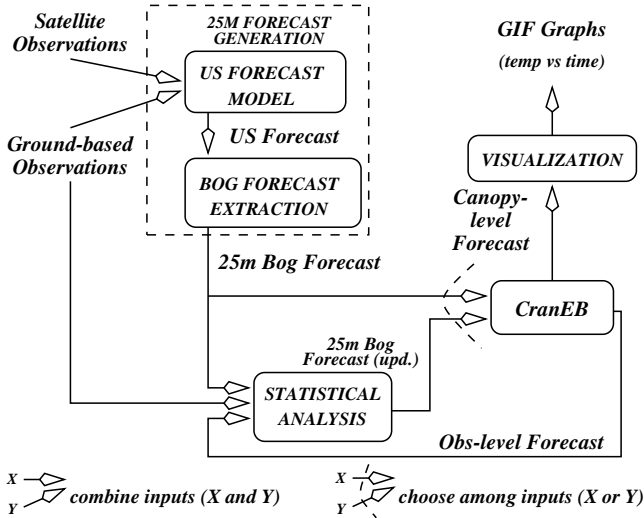 Satellite
Observations
25M FORECAST
GENERATION
US FORECAST
MODEL
GIF Graphs
(temp vs time)
Ground-based
Observations
US Forecast
VISUALIZATION
BOG FORECAST
EXTRACTION
Canopy-
level
Forecast
25m Bog Forecast
CranEB
25m Bog
Forecast (upd.)
STATISTICAL
ANALYSIS
Obs-level Forecast
X
Y
combine inputs (X and Y)
X
Y
choose among inputs (X or Y)